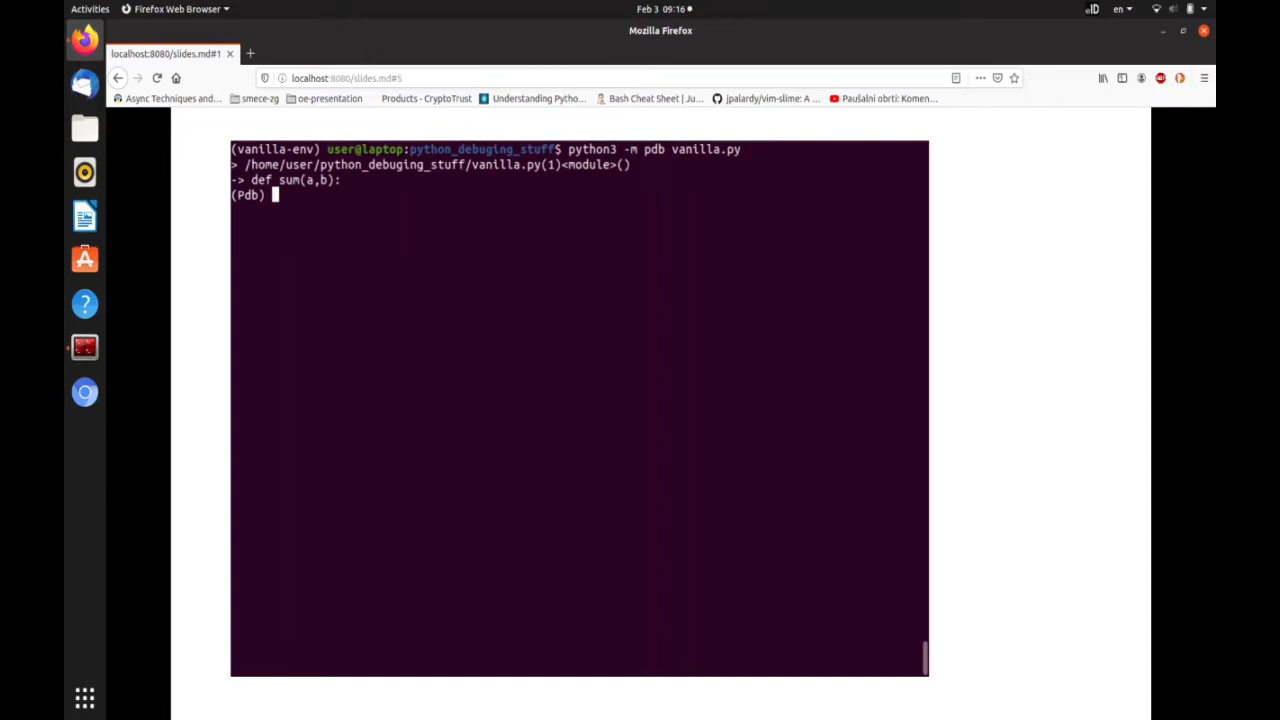 Activities Firefox Web Browser Feb 3 09:16 eID en
Mozilla Firefox
localhost:8080/slides.md#1
localhost:8080/slides.md#5
Async Techniques and... smece-zg oe-presentation Products - CryptoTrust Understanding Pytho... Bash Cheat Sheet | Ju... jpalardy/vim-slime: A ... Paušalni obrti: Komen...
(vanilla-env) user@laptop:python_debuging_stuff$ python3 -m pdb vanilla.py
> /home/user/python_debuging_stuff/vanilla.py(1)<module>()
-> def sum(a,b):
(Pdb)